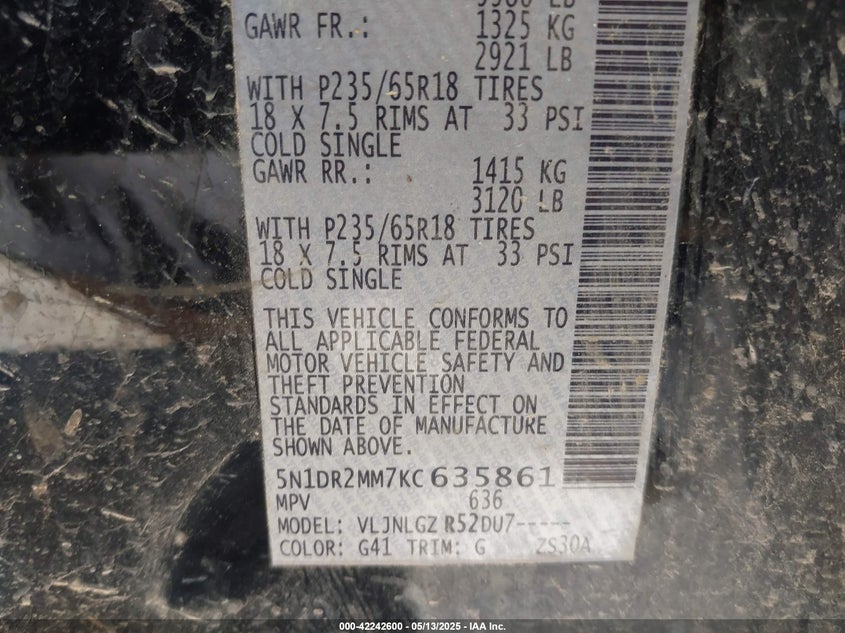 GAWR FR.: 1325 KG
2921 LB
WITH P235/65R18 TIRES
18 X 7.5 RIMS AT 33 PSI
COLD SINGLE
GAWR RR.: 1415 KG
3120 LB
WITH P235/65R18 TIRES
18 X 7.5 RIMS AT 33 PSI
COLD SINGLE
THIS VEHICLE CONFORMS TO
ALL APPLICABLE FEDERAL
MOTOR VEHICLE SAFETY AND
THEFT PREVENTION
STANDARDS IN EFFECT ON
THE DATE OF MANUFACTURE
SHOWN ABOVE.
5N1DR2MM7KC635861
MPV 636
MODEL: VLJNLGZ R52DU7-----
COLOR: G41 TRIM: G ZS30A
000-42242600 - 05/13/2025 - IAA Inc.